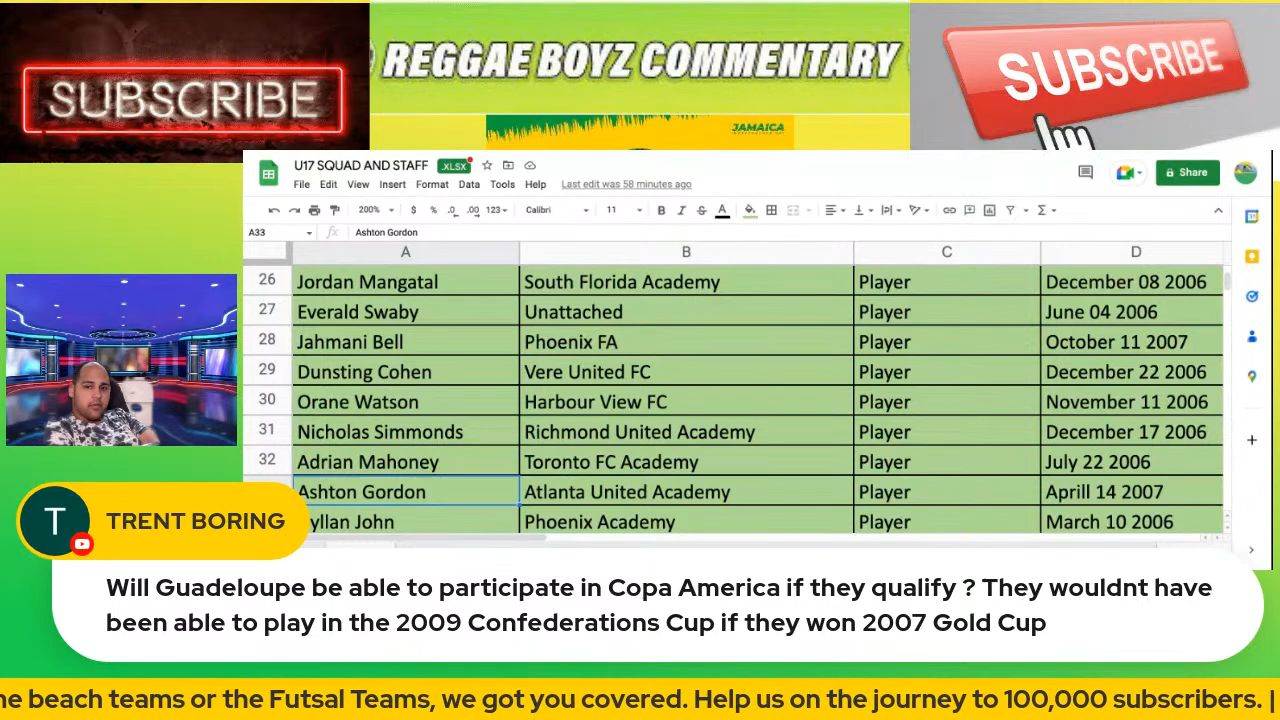 SUBSCRIBE
REGGAE BOYZ COMMENTARY
SUBSCRIBE
JAMAICA
U17 SQUAD AND STAFF .XLSX
File Edit View Insert Format Data Tools Help Last edit was 58 minutes ago
Share
200% $ % .0 .00 123 Calibri 11 B I S A
A33 fx Ashton Gordon
A B C D
26 Jordan Mangatal South Florida Academy Player December 08 2006
27 Everald Swaby Unattached Player June 04 2006
28 Jahmani Bell Phoenix FA Player October 11 2007
29 Dunsting Cohen Vere United FC Player December 22 2006
30 Orane Watson Harbour View FC Player November 11 2006
31 Nicholas Simmonds Richmond United Academy Player December 17 2006
32 Adrian Mahoney Toronto FC Academy Player July 22 2006
Ashton Gordon Atlanta United Academy Player Aprill 14 2007
yllan John Phoenix Academy Player March 10 2006
T TRENT BORING
Will Guadeloupe be able to participate in Copa America if they qualify ? They wouldnt have
been able to play in the 2009 Confederations Cup if they won 2007 Gold Cup
he beach teams or the Futsal Teams, we got you covered. Help us on the journey to 100,000 subscribers. |